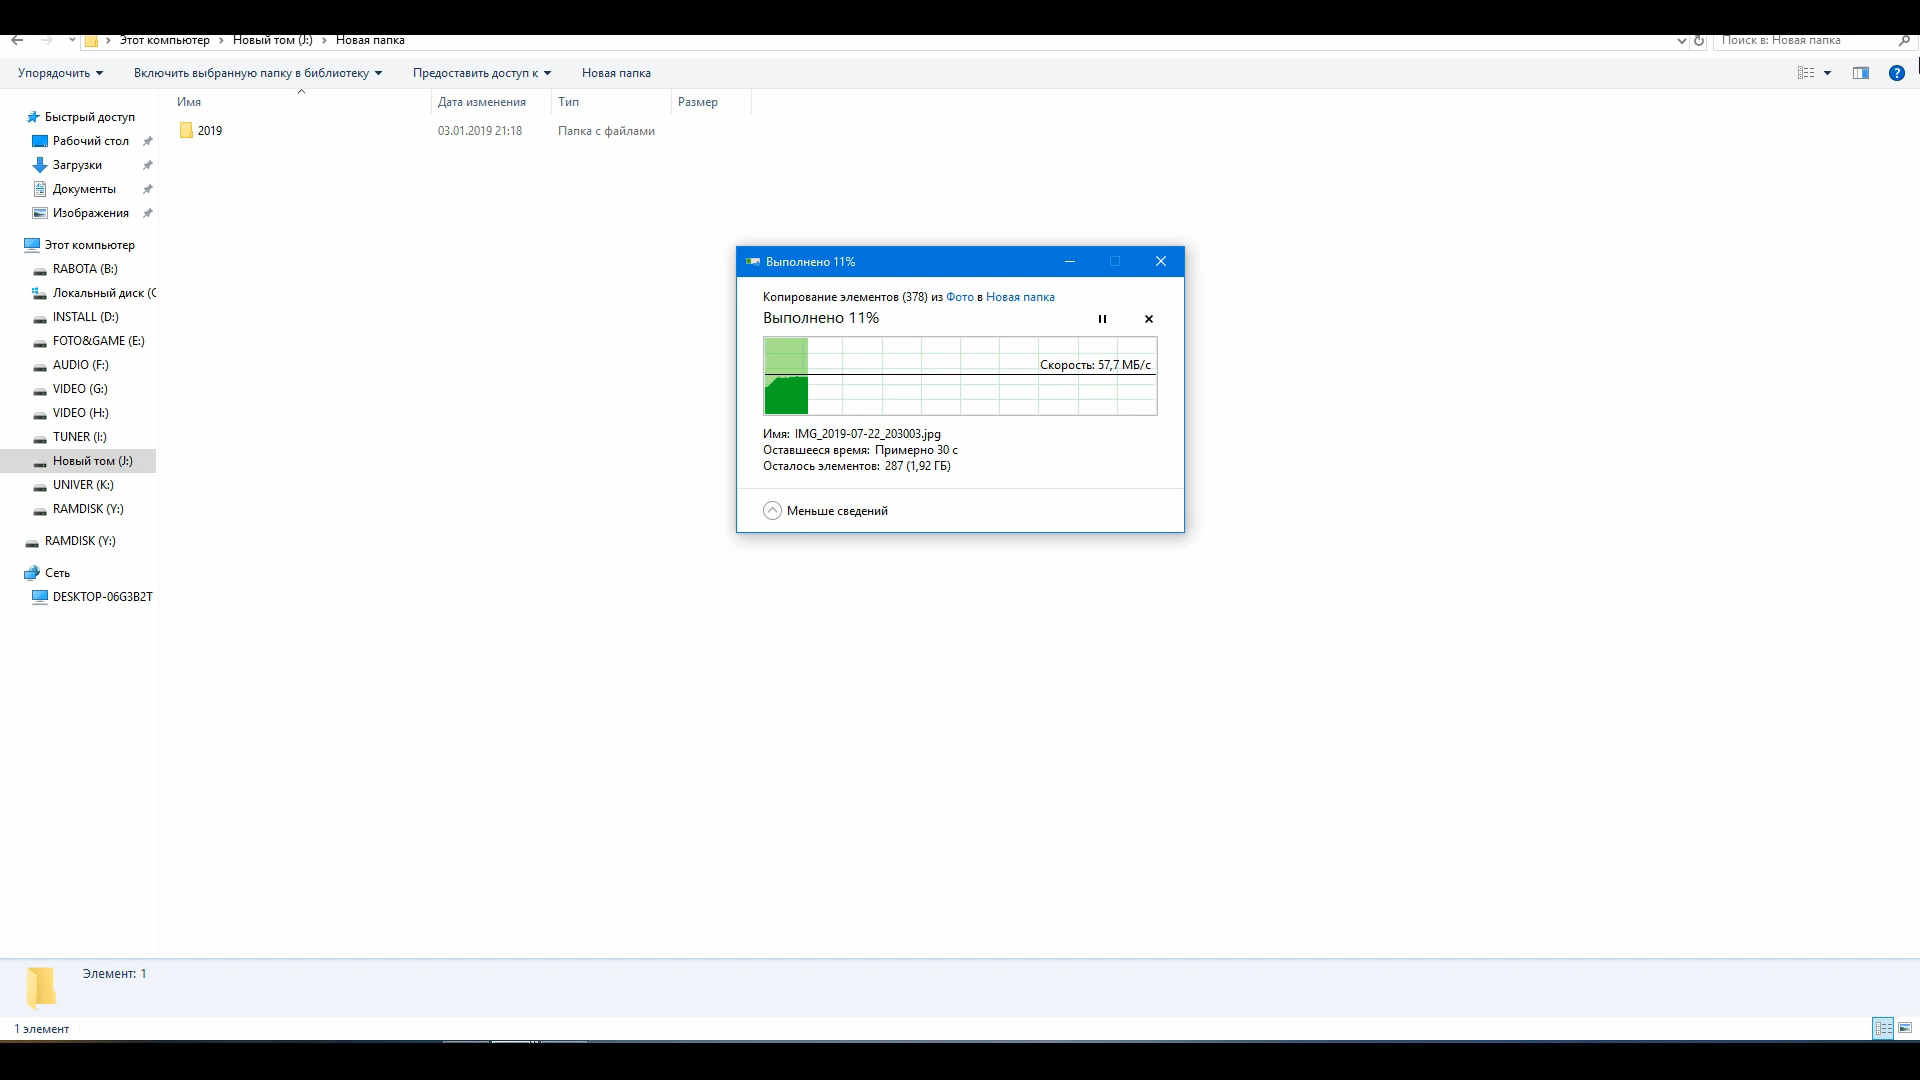 Этот компьютер › Новый том (J:) › Новая папка
Поиск в: Новая папка
Упорядочить Включить выбранную папку в библиотеку Предоставить доступ к Новая папка
Имя Дата изменения Тип Размер
2019 03.01.2019 21:18 Папка с файлами
Быстрый доступ
Рабочий стол
Загрузки
Документы
Изображения
Этот компьютер
RABOTA (B:)
Локальный диск (C
INSTALL (D:)
FOTO&GAME (E:)
AUDIO (F:)
VIDEO (G:)
VIDEO (H:)
TUNER (I:)
Новый том (J:)
UNIVER (K:)
RAMDISK (Y:)
RAMDISK (Y:)
Сеть
DESKTOP-06G3B2T
Выполнено 11%
Копирование элементов (378) из Фото в Новая папка
Выполнено 11%
Скорость: 57,7 МБ/с
Имя: IMG_2019-07-22_203003.jpg
Оставшееся время: Примерно 30 с
Осталось элементов: 287 (1,92 ГБ)
Меньше сведений
Элемент: 1
1 элемент